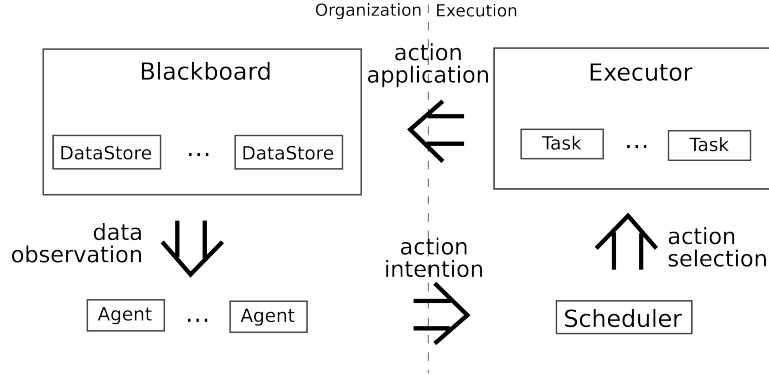 Organization Execution
action
application
Blackboard
Executor
DataStore ... DataStore
Task ... Task
data
observation
action
intention
action
selection
Agent ... Agent
Scheduler